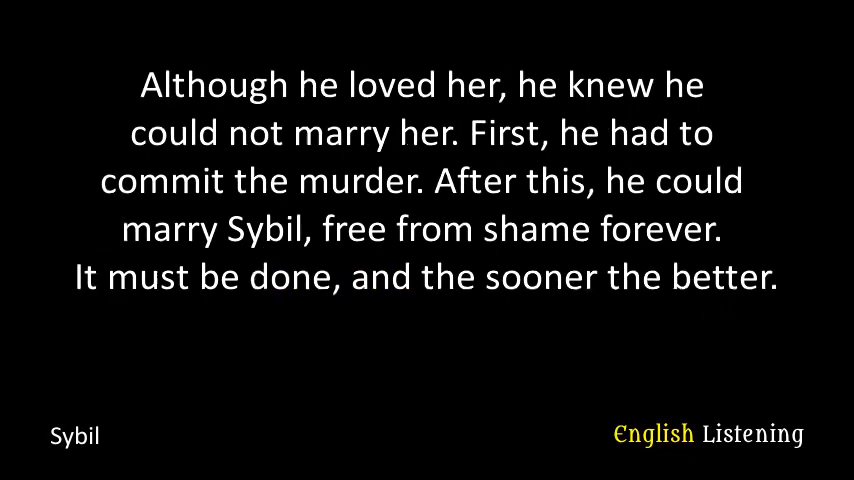 Although he loved her, he knew he
could not marry her. First, he had to
commit the murder. After this, he could
marry Sybil, free from shame forever.
It must be done, and the sooner the better.
Sybil
English Listening